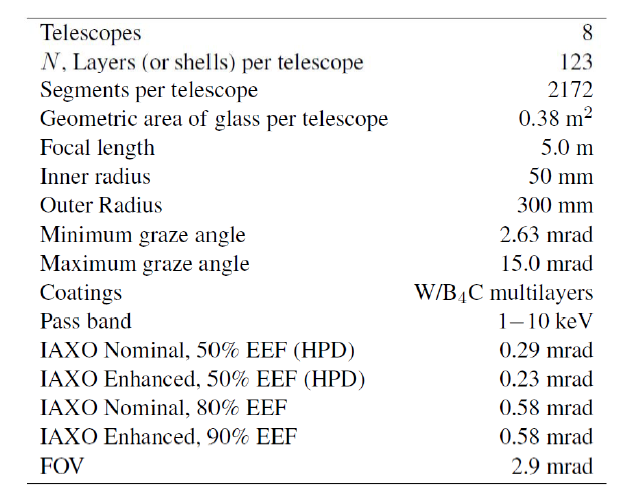 Telescopes 8
N, Layers (or shells) per telescope 123
Segments per telescope 2172
Geometric area of glass per telescope 0.38 m²
Focal length 5.0 m
Inner radius 50 mm
Outer Radius 300 mm
Minimum graze angle 2.63 mrad
Maximum graze angle 15.0 mrad
Coatings W/B₄C multilayers
Pass band 1−10 keV
IAXO Nominal, 50% EEF (HPD) 0.29 mrad
IAXO Enhanced, 50% EEF (HPD) 0.23 mrad
IAXO Nominal, 80% EEF 0.58 mrad
IAXO Enhanced, 90% EEF 0.58 mrad
FOV 2.9 mrad